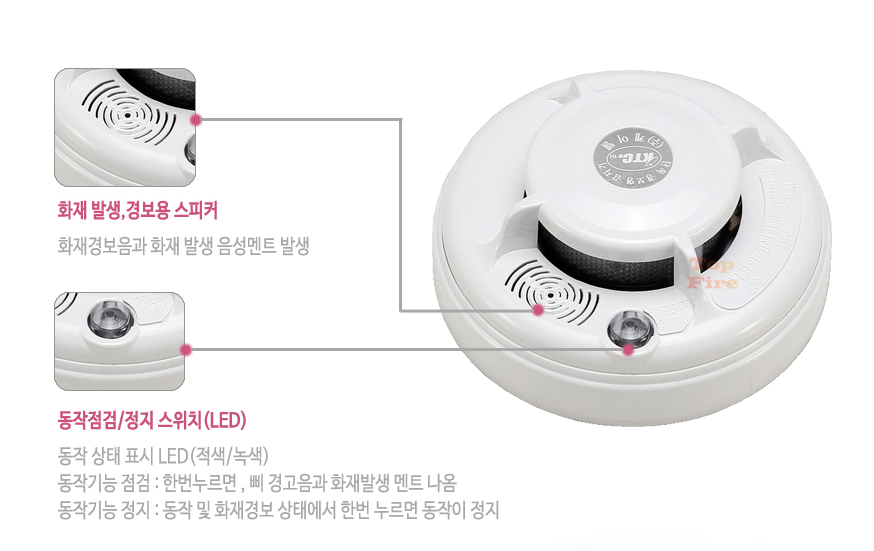 화재 발생,경보용 스피커
화재경보음과 화재 발생 음성멘트 발생
KTC
Top
Fire
동작점검/정지 스위치(LED)
동작 상태 표시 LED(적색/녹색)
동작기능 점검 : 한번누르면 , 삐 경고음과 화재발생 멘트 나옴
동작기능 정지 : 동작 및 화재경보 상태에서 한번 누르면 동작이 정지